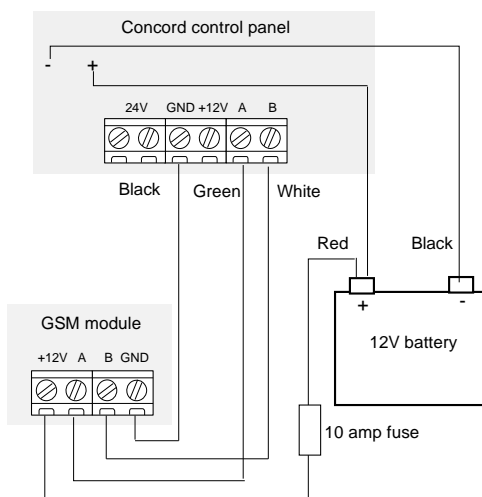 Concord control panel
- +
24V GND +12V A B
Black Green White
Red Black
+ -
GSM module
12V battery
+12V A B GND
10 amp fuse